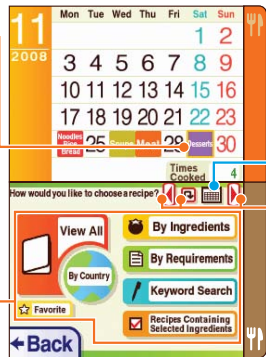 11
2008
Mon Tue Wed Thu Fri Sat Sun
1 2
3 4 5 6 7 8 9
10 11 12 13 14 15 16
17 18 19 20 21 22 23
Noodles Rice Bread 25 Soups Meat 28 Desserts 30
Times Cooked
4
How would you like to choose a recipe?
View All
By Country
Favorite
By Ingredients
By Requirements
Keyword Search
Recipes Containing
Selected Ingredients
Back